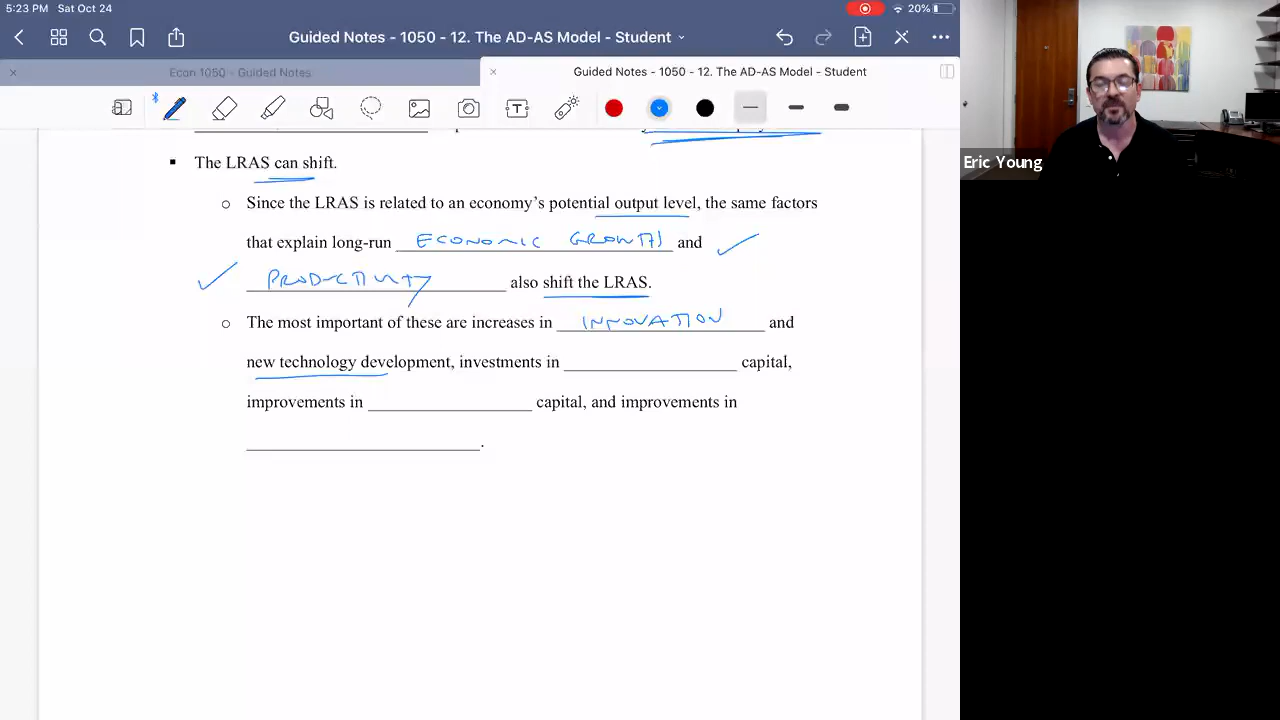 5:23 PM Sat Oct 24
20%
Guided Notes - 1050 - 12. The AD-AS Model - Student
Econ 1050 - Guided Notes
Guided Notes - 1050 - 12. The AD-AS Model - Student
The LRAS can shift.
Eric Young
Since the LRAS is related to an economy's potential output level, the same factors
that explain long-run ECONOMIC GROWTH and
PRODUCTIVITY also shift the LRAS.
The most important of these are increases in INNOVATION and
new technology development, investments in ________ capital,
improvements in ________ capital, and improvements in
________.